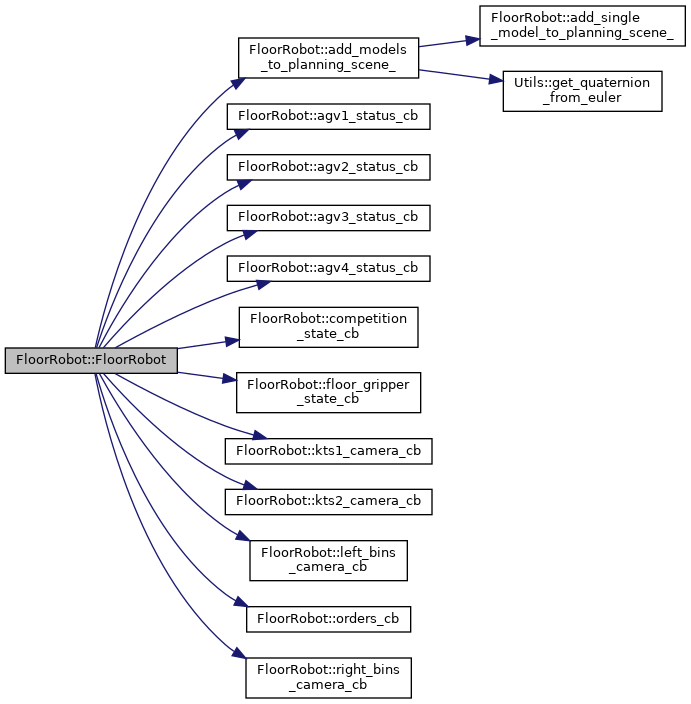 FloorRobot::FloorRobot
FloorRobot::add_models
_to_planning_scene_
FloorRobot::add_single
_model_to_planning_scene_
Utils::get_quaternion
_from_euler
FloorRobot::agv1_status_cb
FloorRobot::agv2_status_cb
FloorRobot::agv3_status_cb
FloorRobot::agv4_status_cb
FloorRobot::competition
_state_cb
FloorRobot::floor_gripper
_state_cb
FloorRobot::kts1_camera_cb
FloorRobot::kts2_camera_cb
FloorRobot::left_bins
_camera_cb
FloorRobot::orders_cb
FloorRobot::right_bins
_camera_cb